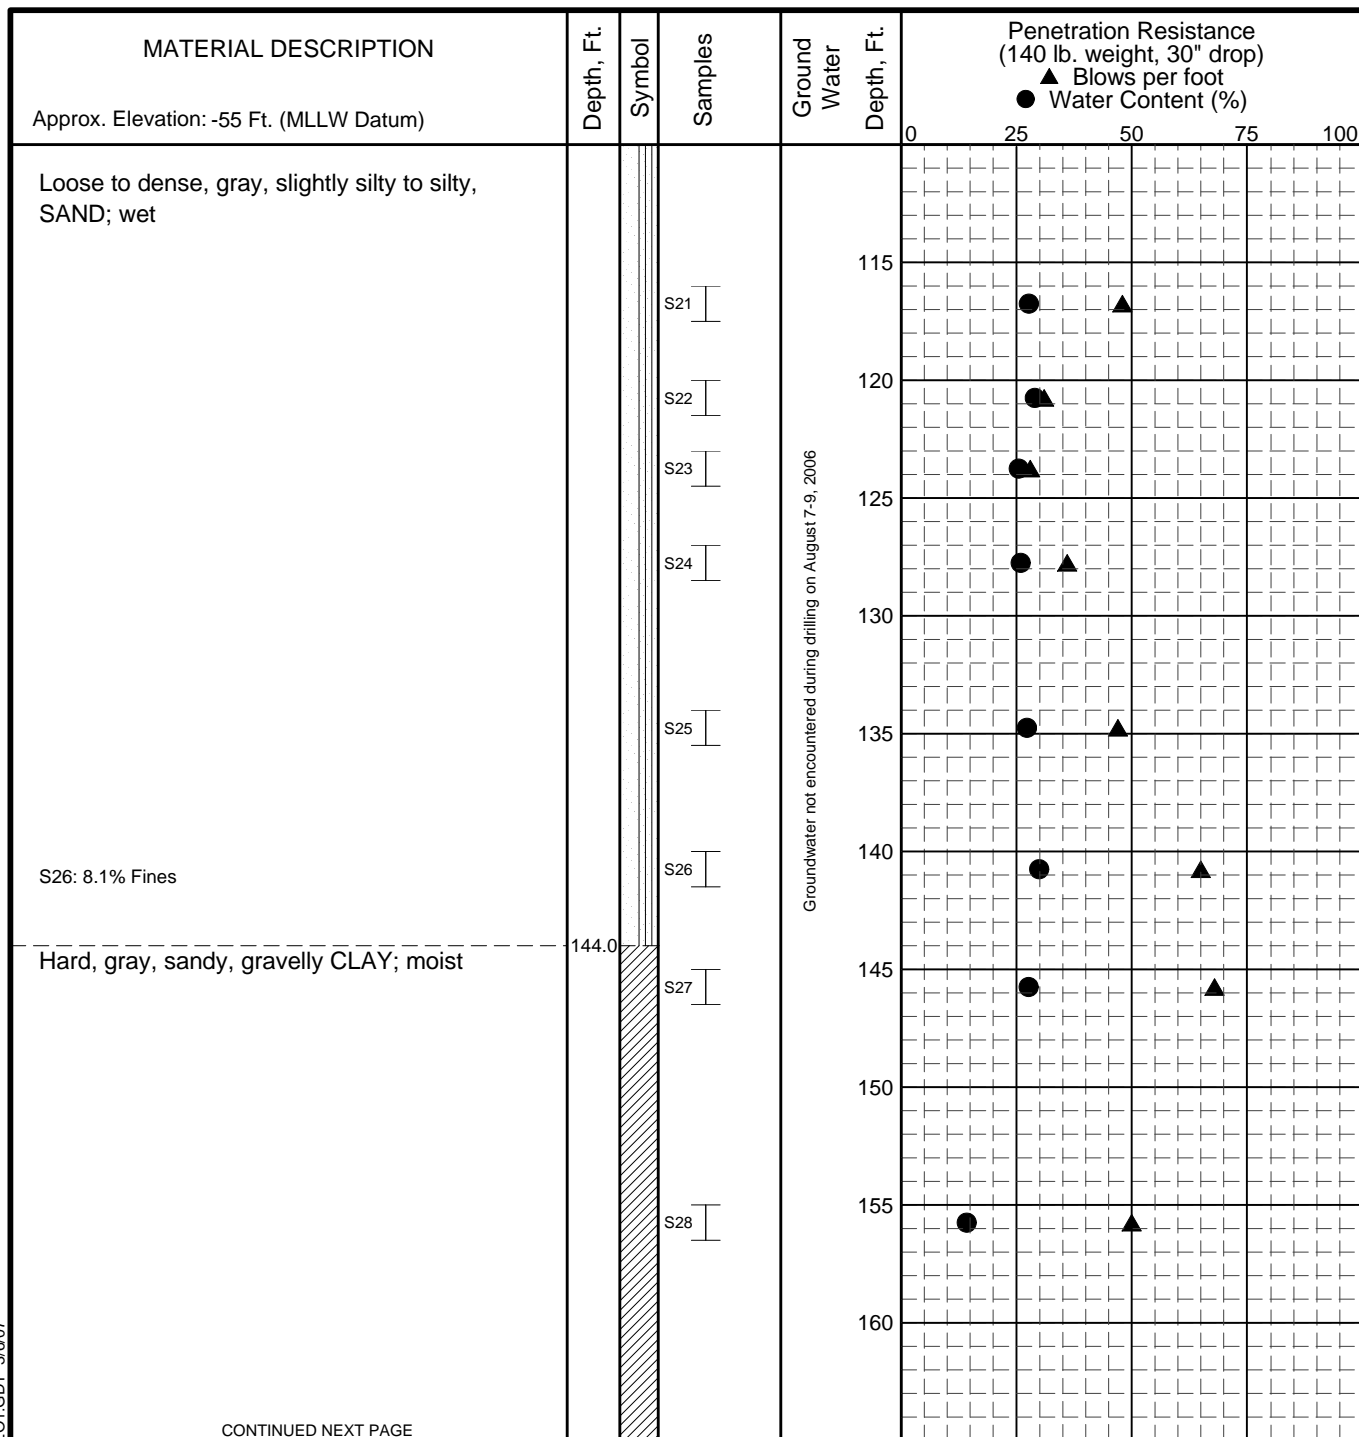 MATERIAL DESCRIPTION
Approx. Elevation: -55 Ft. (MLLW Datum)
Depth, Ft.
Symbol
Samples
Ground
Water
Depth, Ft.
Penetration Resistance
(140 lb. weight, 30" drop)
▲ Blows per foot
● Water Content (%)
0 25 50 75 100
Loose to dense, gray, slightly silty to silty,
SAND; wet
115
S21
120
S22
S23
125
S24
130
S25
135
140
S26
S26: 8.1% Fines
144.0
Hard, gray, sandy, gravelly CLAY; moist
145
S27
150
155
S28
160
Groundwater not encountered during drilling on August 7-9, 2006
CONTINUED NEXT PAGE